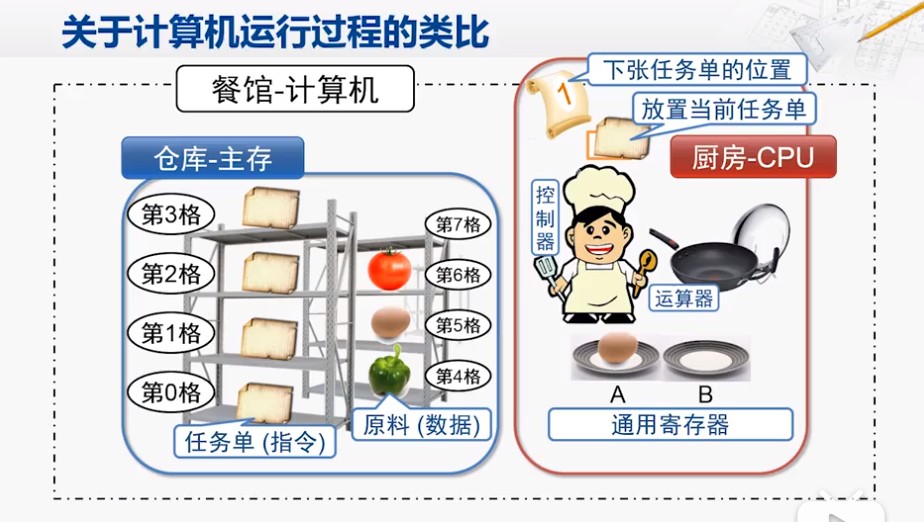 关于计算机运行过程的类比
餐馆-计算机
下张任务单的位置
1
放置当前任务单
仓库-主存
厨房-CPU
第3格
第7格
控制器
第2格
第6格
运算器
第1格
第5格
第0格
第4格
A
B
任务单 (指令)
原料 (数据)
通用寄存器